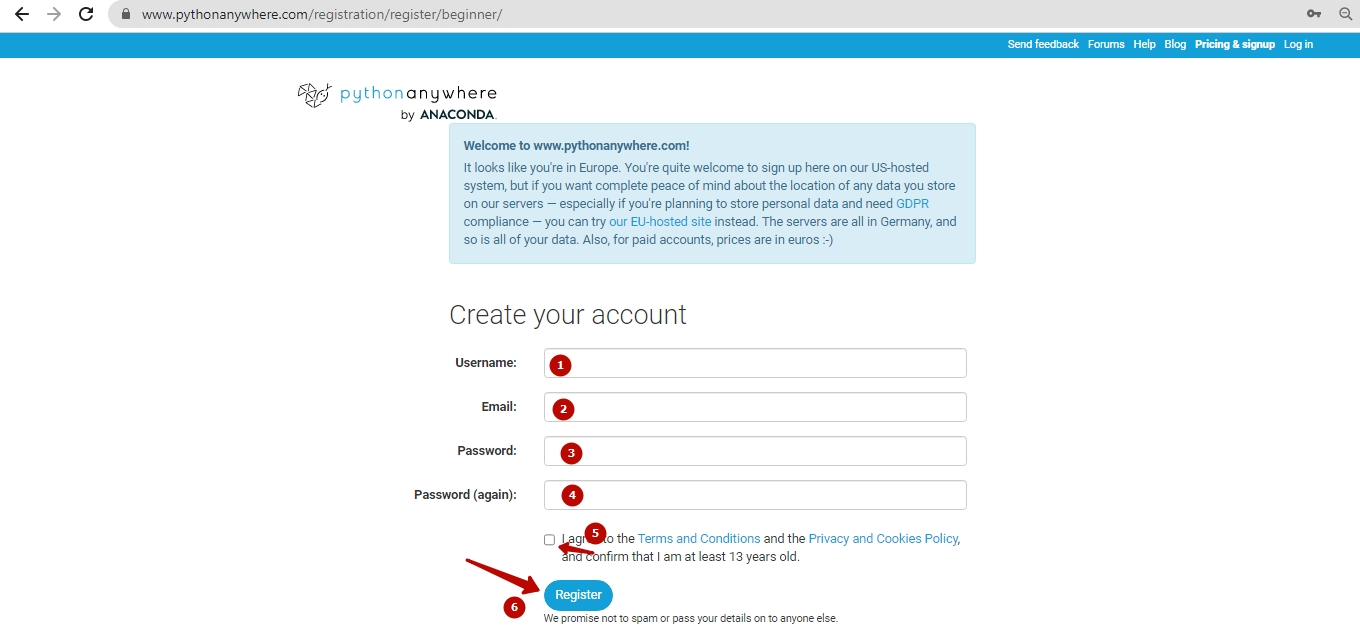 www.pythonanywhere.com/registration/register/beginner/
Send feedback Forums Help Blog Pricing & signup Log in
pythonanywhere
by ANACONDA.
Welcome to www.pythonanywhere.com!
It looks like you're in Europe. You're quite welcome to sign up here on our US-hosted
system, but if you want complete peace of mind about the location of any data you store
on our servers — especially if you're planning to store personal data and need GDPR
compliance — you can try our EU-hosted site instead. The servers are all in Germany, and
so is all of your data. Also, for paid accounts, prices are in euros :-)
Create your account
Username: 1
Email: 2
Password: 3
Password (again): 4
5
I agree to the Terms and Conditions and the Privacy and Cookies Policy,
and confirm that I am at least 13 years old.
Register
6
We promise not to spam or pass your details on to anyone else.